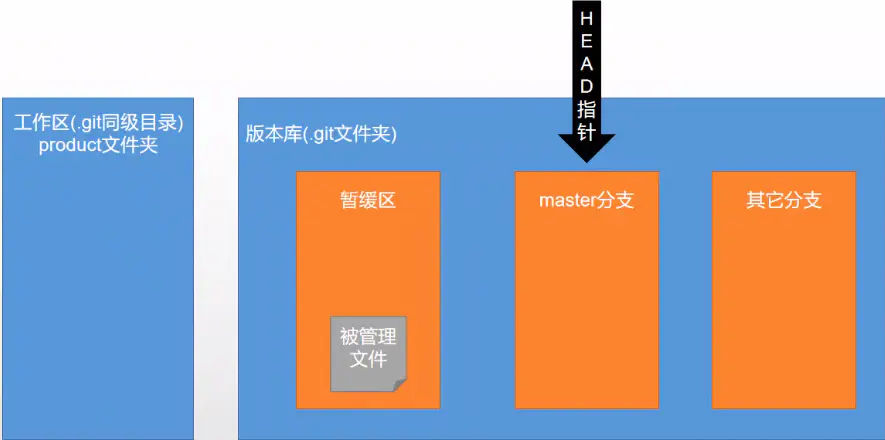 HEAD指针
工作区(.git同级目录)
product文件夹
版本库(.git文件夹)
暂缓区
master分支
其它分支
被管理
文件